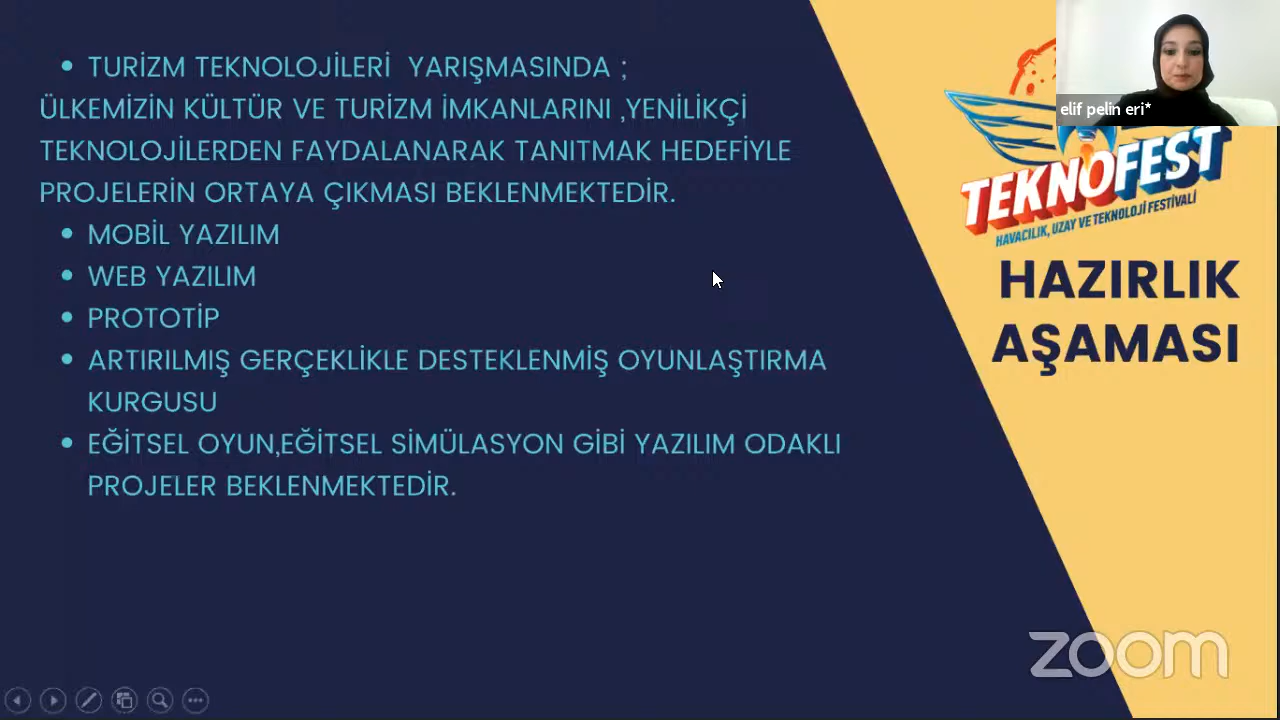 TURİZM TEKNOLOJİLERİ YARIŞMASINDA ;
ÜLKEMİZİN KÜLTÜR VE TURİZM İMKANLARINI ,YENİLİKÇİ
TEKNOLOJİLERDEN FAYDALANARAK TANITMAK HEDEFİYLE
PROJELERİN ORTAYA ÇIKMASI BEKLENMEKTEDİR.
MOBİL YAZILIM
WEB YAZILIM
PROTOTİP
ARTIRILMIŞ GERÇEKLİKLE DESTEKLENMİŞ OYUNLAŞTIRMA
KURGUSU
EĞİTSEL OYUN,EĞİTSEL SİMÜLASYON GİBİ YAZILIM ODAKLI
PROJELER BEKLENMEKTEDİR.
elif pelin eri*
TEKNOFEST
HAVACILIK, UZAY VE TEKNOLOJİ FESTİVALİ
HAZIRLIK
AŞAMASI
zoom